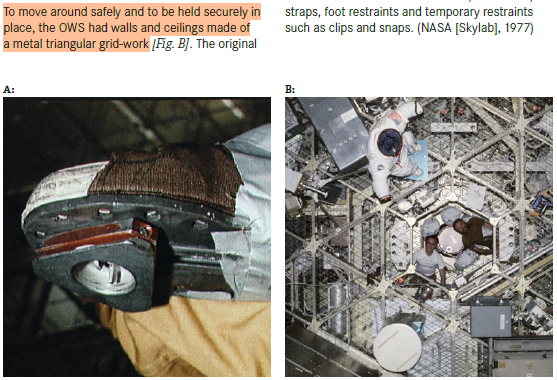 To move around safely and to be held securely in
place, the OWS had walls and ceilings made of
a metal triangular grid-work [Fig. B]. The original
straps, foot restraints and temporary restraints
such as clips and snaps. (NASA [Skylab], 1977)
A:
B: